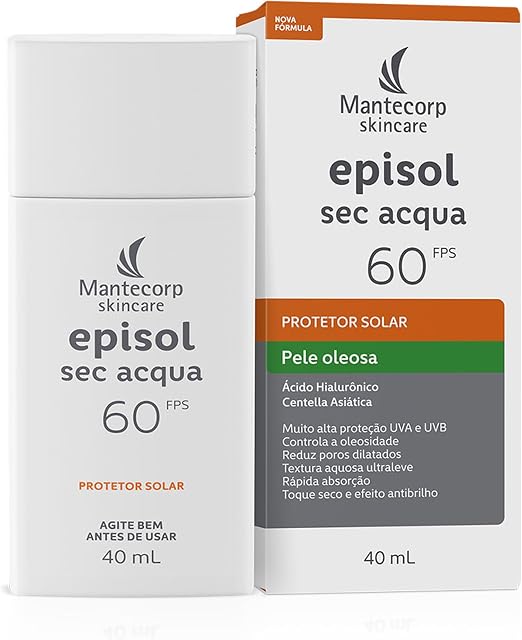 Mantecorp
skincare
episol
sec acqua
60 FPS
PROTETOR SOLAR
AGITE BEM
ANTES DE USAR
40 mL
NOVA
FÓRMULA
Mantecorp
skincare
episol
sec acqua
60 FPS
PROTETOR SOLAR
Pele oleosa
Ácido Hialurônico
Centella Asiática
Muito alta proteção UVA e UVB
Controla a oleosidade
Reduz poros dilatados
Textura aquosa ultraleve
Rápida absorção
Toque seco e efeito antibrilho
40 mL